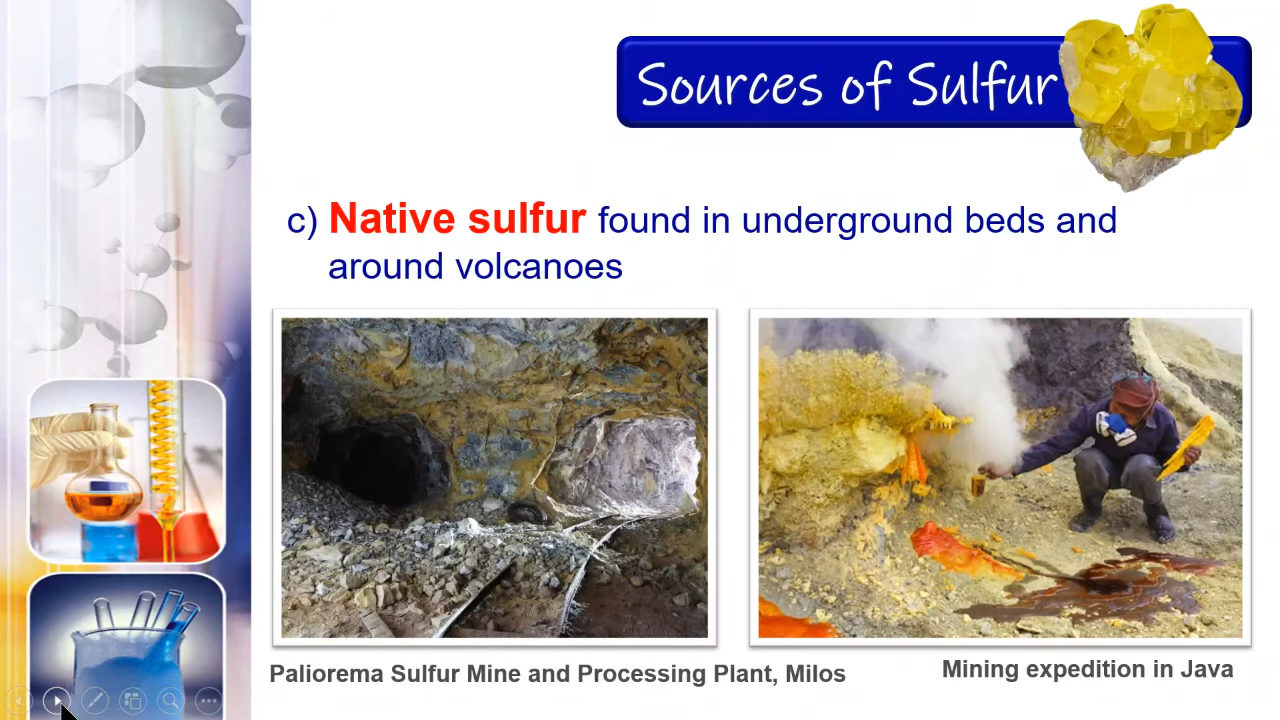 Sources of Sulfur
c) Native sulfur found in underground beds and
around volcanoes
Paliorema Sulfur Mine and Processing Plant, Milos
Mining expedition in Java